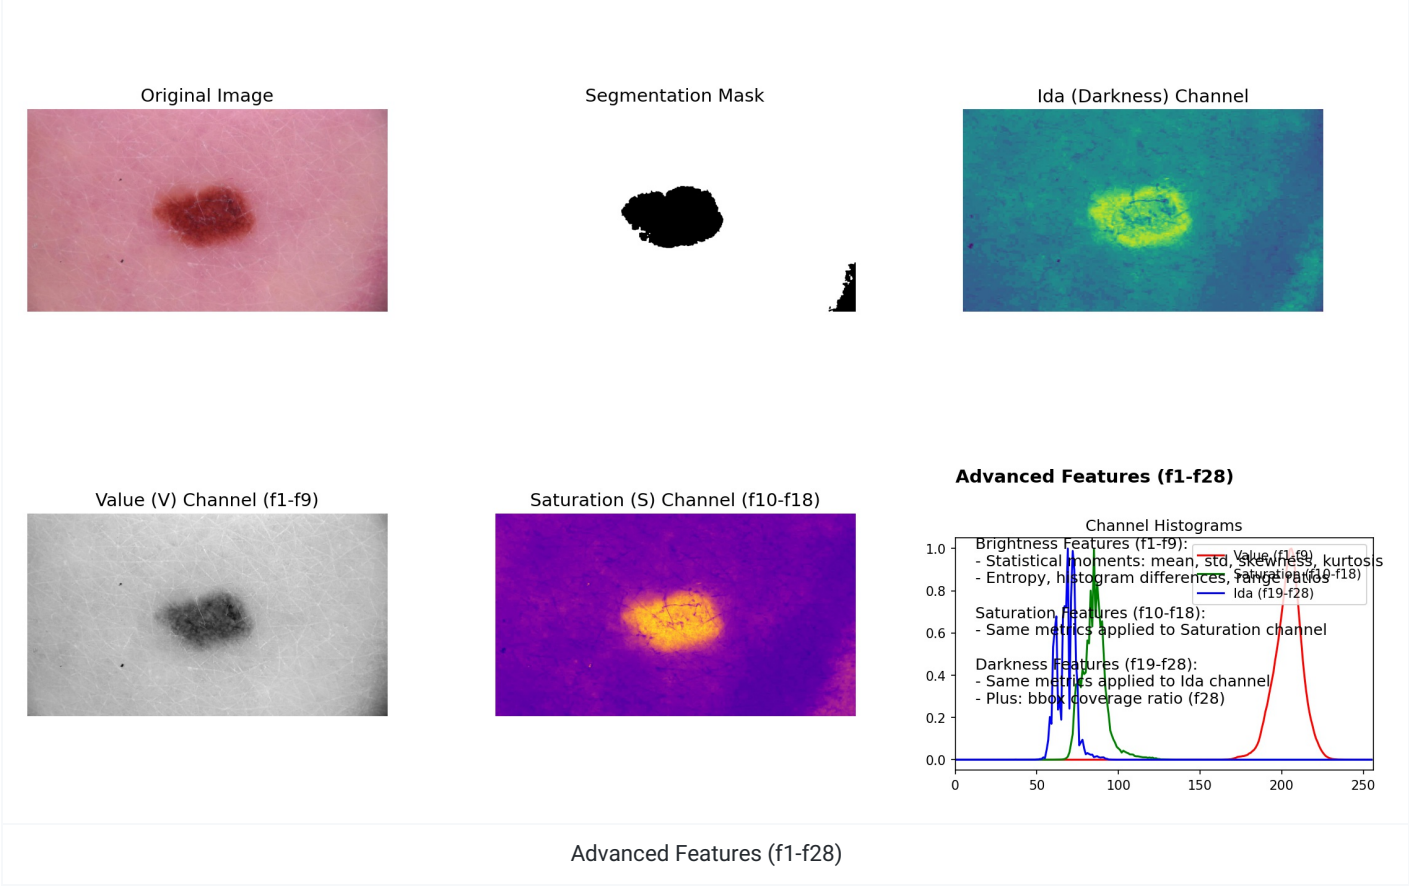 Original Image
Segmentation Mask
Ida (Darkness) Channel
Value (V) Channel (f1-f9)
Saturation (S) Channel (f10-f18)
Advanced Features (f1-f28)
Channel Histograms
Brightness Features (f1-f9):
- Statistical moments: mean, std, skewness, kurtosis
- Entropy, histogram differences, range ratios
Saturation Features (f10-f18):
- Same metrics applied to Saturation channel
Darkness Features (f19-f28):
- Same metrics applied to Ida channel
- Plus: bbox coverage ratio (f28)
Value (f1-f9)
Saturation (f10-f18)
Ida (f19-f28)
1.0
0.8
0.6
0.4
0.2
0.0
0 50 100 150 200 250
Advanced Features (f1-f28)